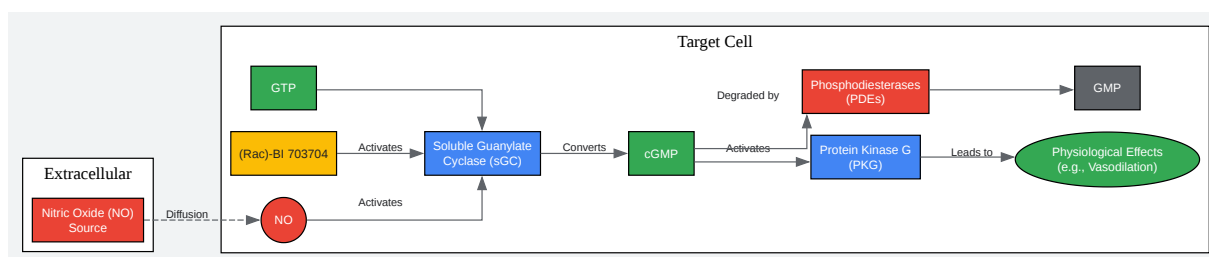 Target Cell
GTP
Degraded by
Phosphodiesterases
(PDEs)
GMP
(Rac)-BI 703704
Activates
Soluble Guanylate
Cyclase (sGC)
Converts
cGMP
Activates
Protein Kinase G
(PKG)
Leads to
Physiological Effects
(e.g., Vasodilation)
Extracellular
Nitric Oxide (NO)
Source
Diffusion
NO
Activates